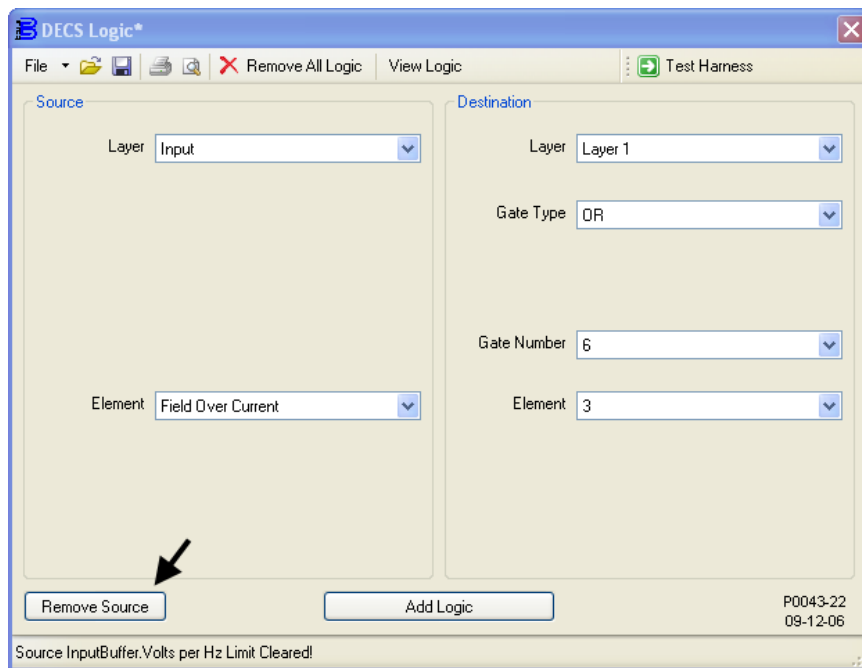 DECS Logic*
File Remove All Logic View Logic Test Harness
Source
Layer Input
Element Field Over Current
Destination
Layer Layer 1
Gate Type OR
Gate Number 6
Element 3
Remove Source Add Logic
P0043-22
09-12-06
Source InputBuffer.Volts per Hz Limit Cleared!